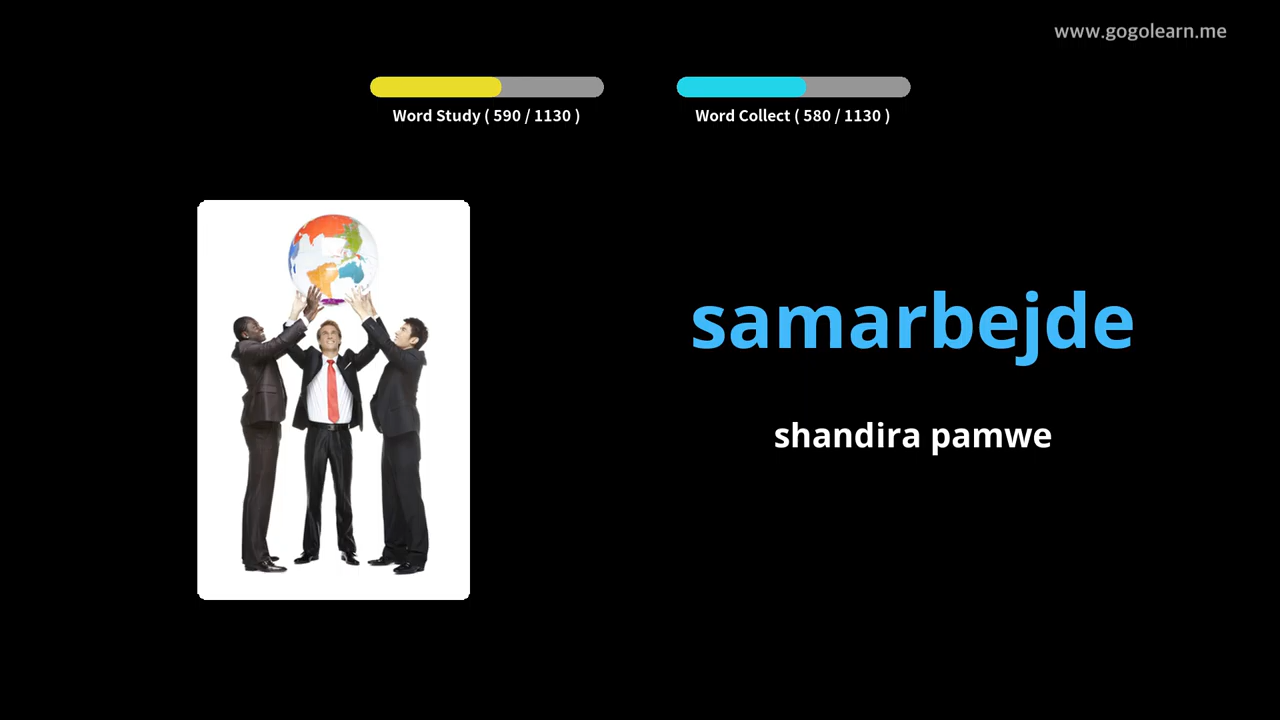 www.gogolearn.me
Word Study ( 590 / 1130 )
Word Collect ( 580 / 1130 )
samarbejde
shandira pamwe